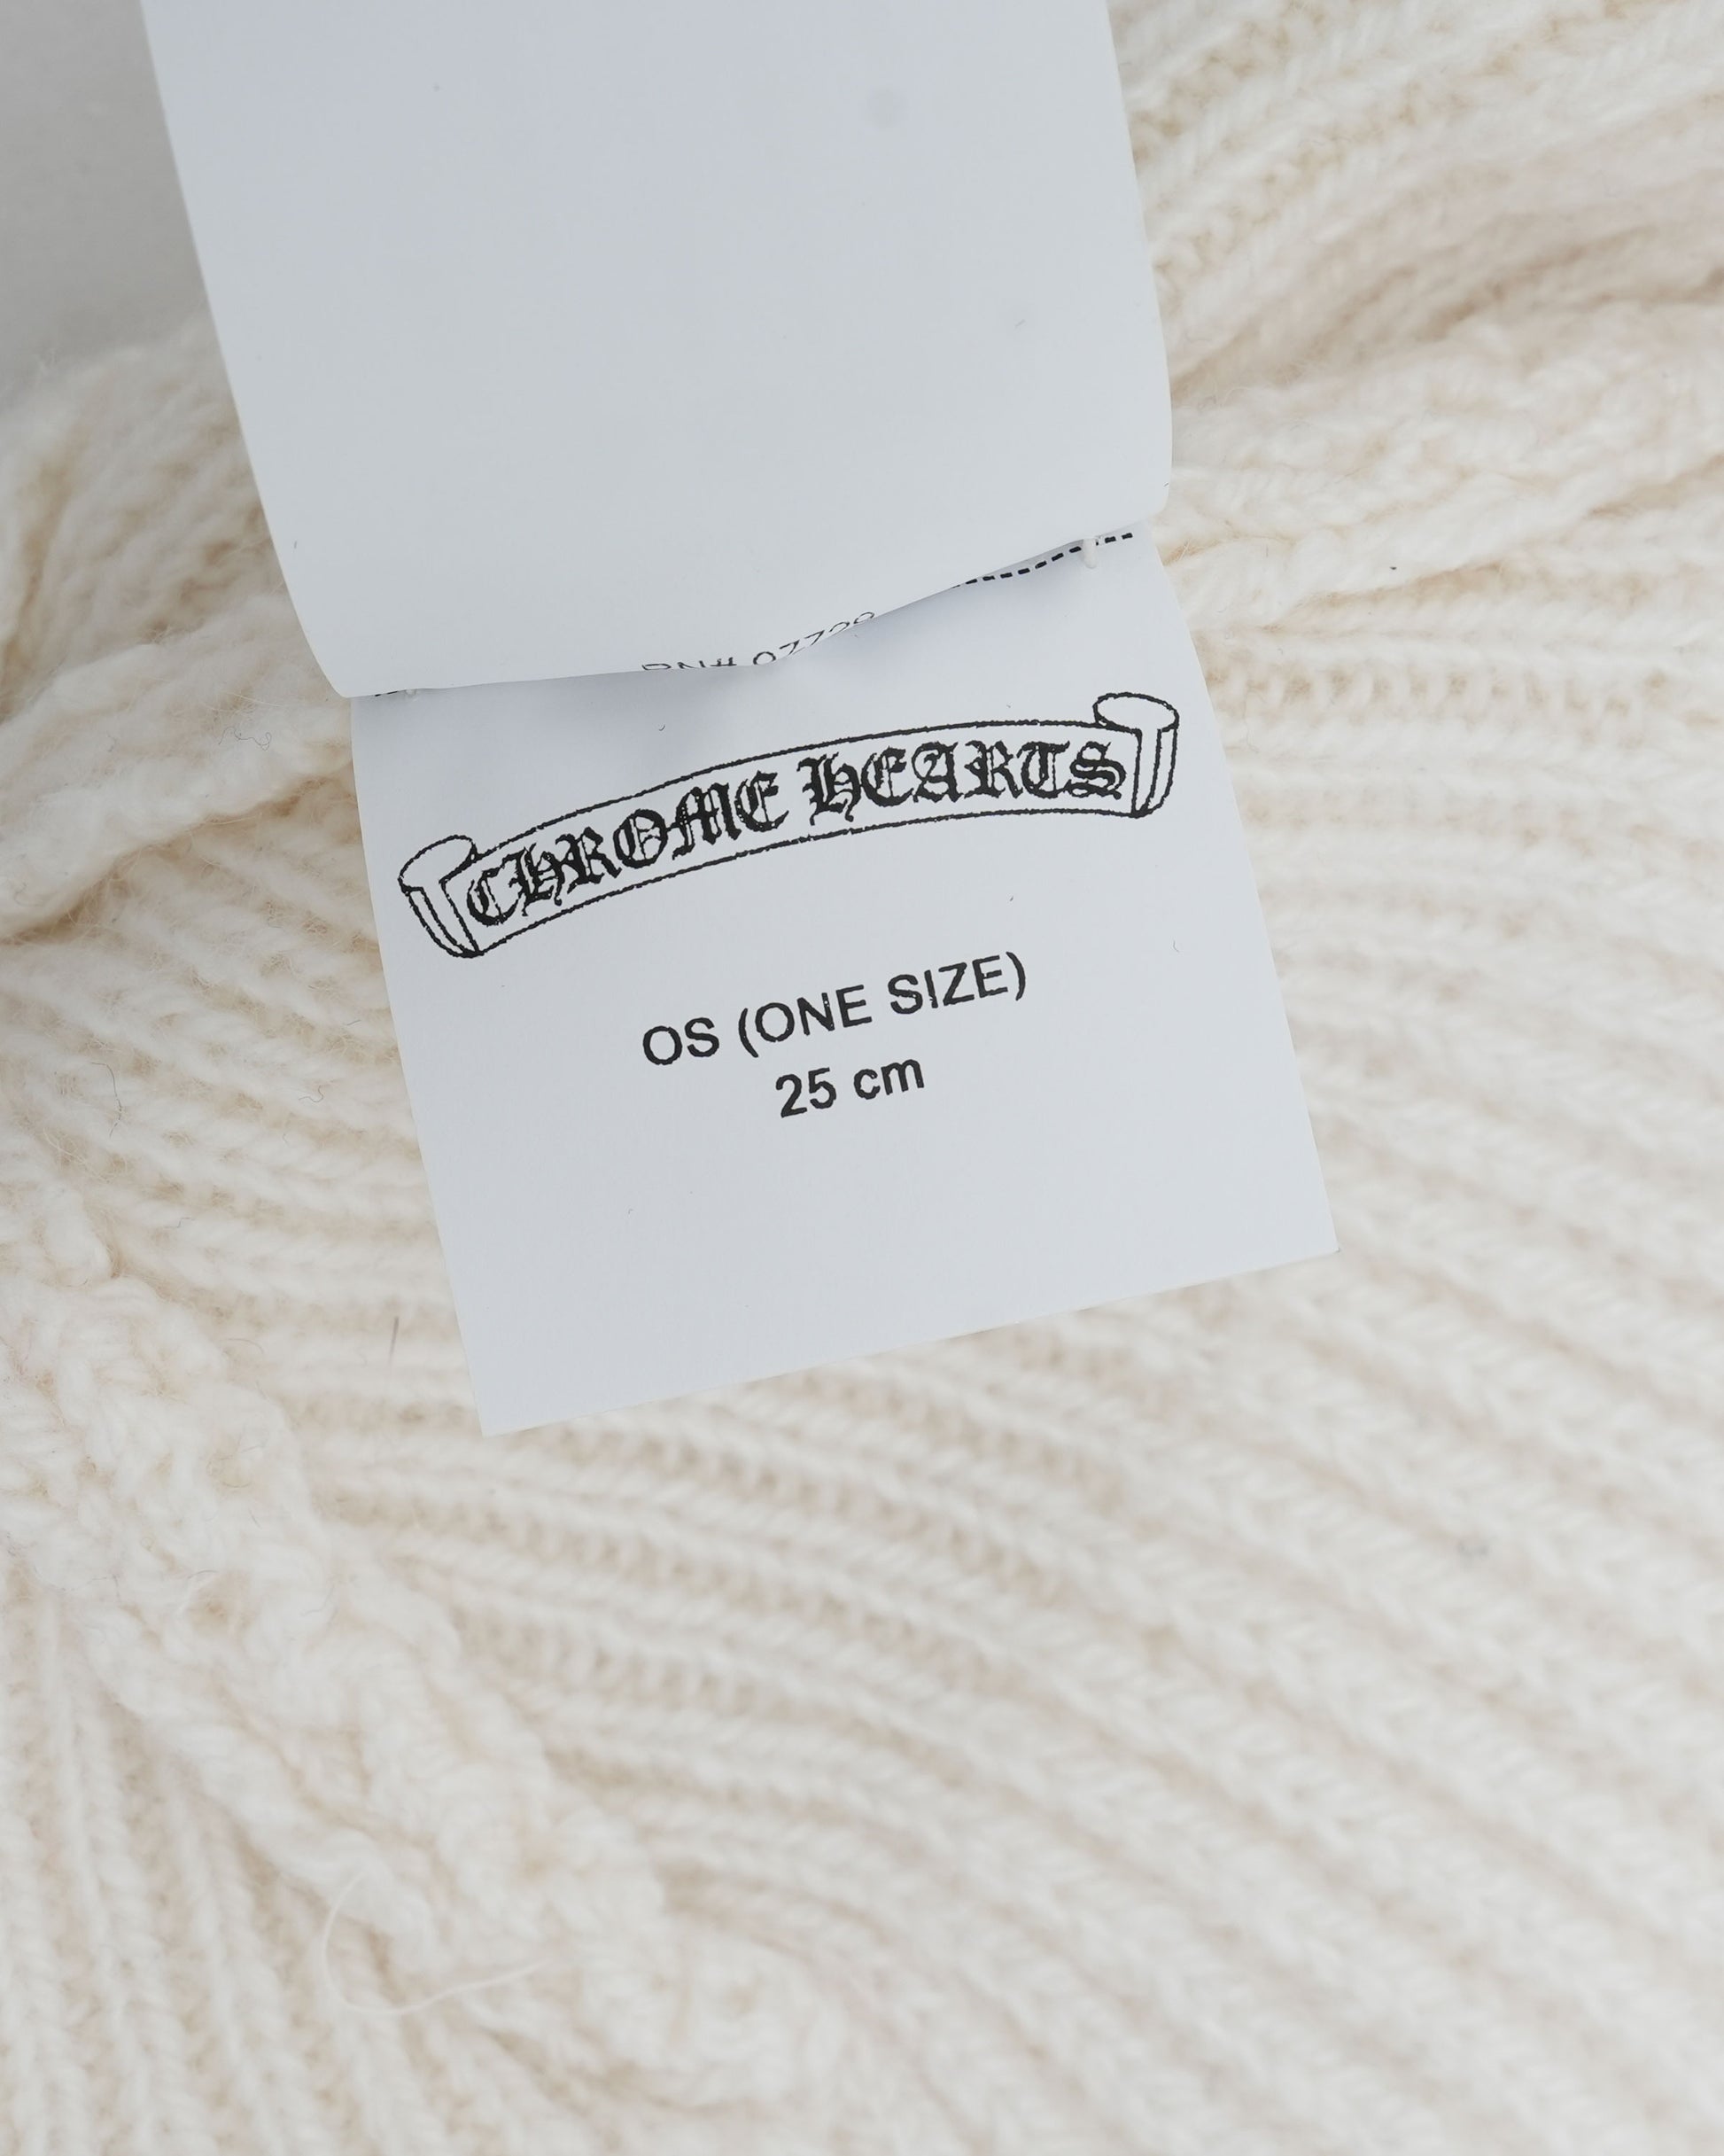 CHROME HEARTS
OS (ONE SIZE)
25 cm